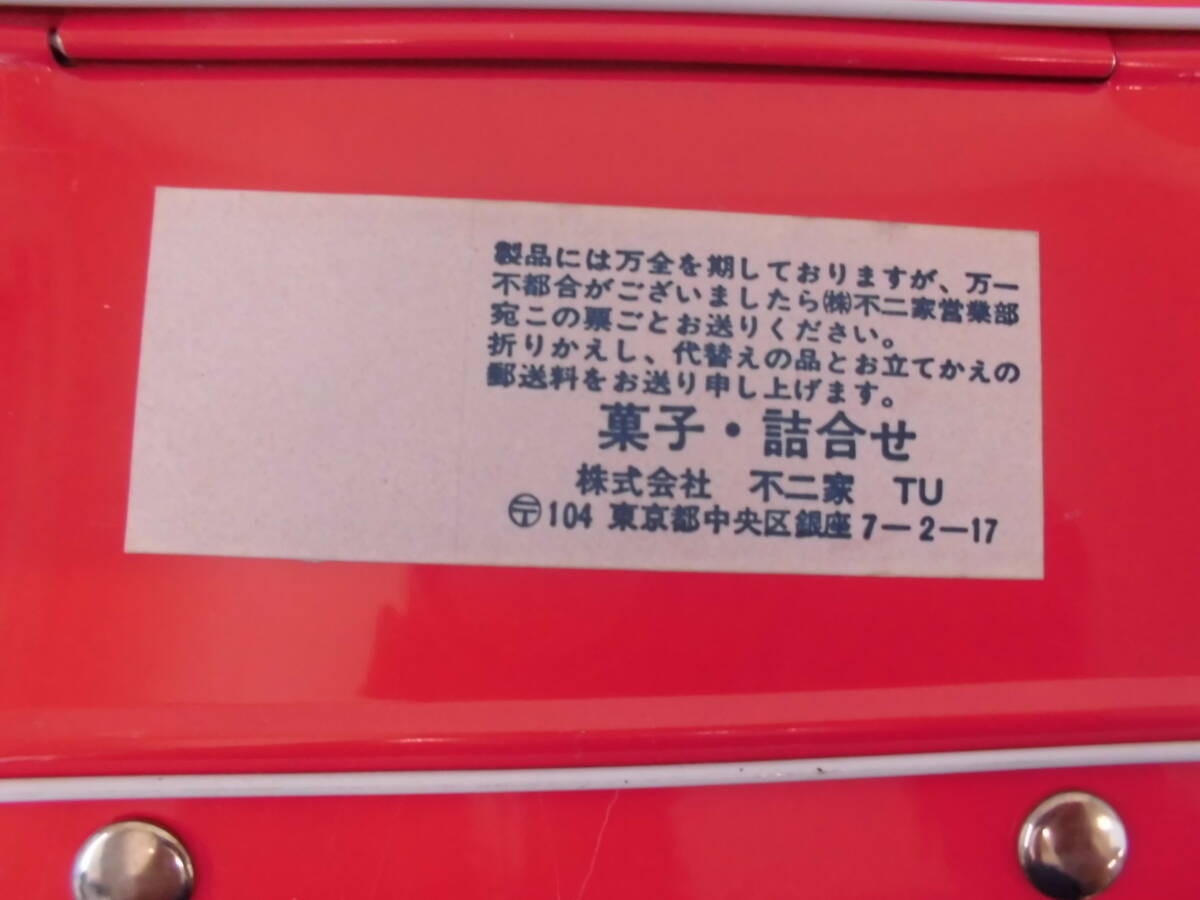 製品には万全を期しておりますが、万一
不都合がございましたら㈱不二家営業部
宛この票ごとお送りください。
折りかえし、代替えの品とお立てかえの
郵送料をお送り申し上げます。
菓子・詰合せ
株式会社 不二家 TU
〶104 東京都中央区銀座7-2-17